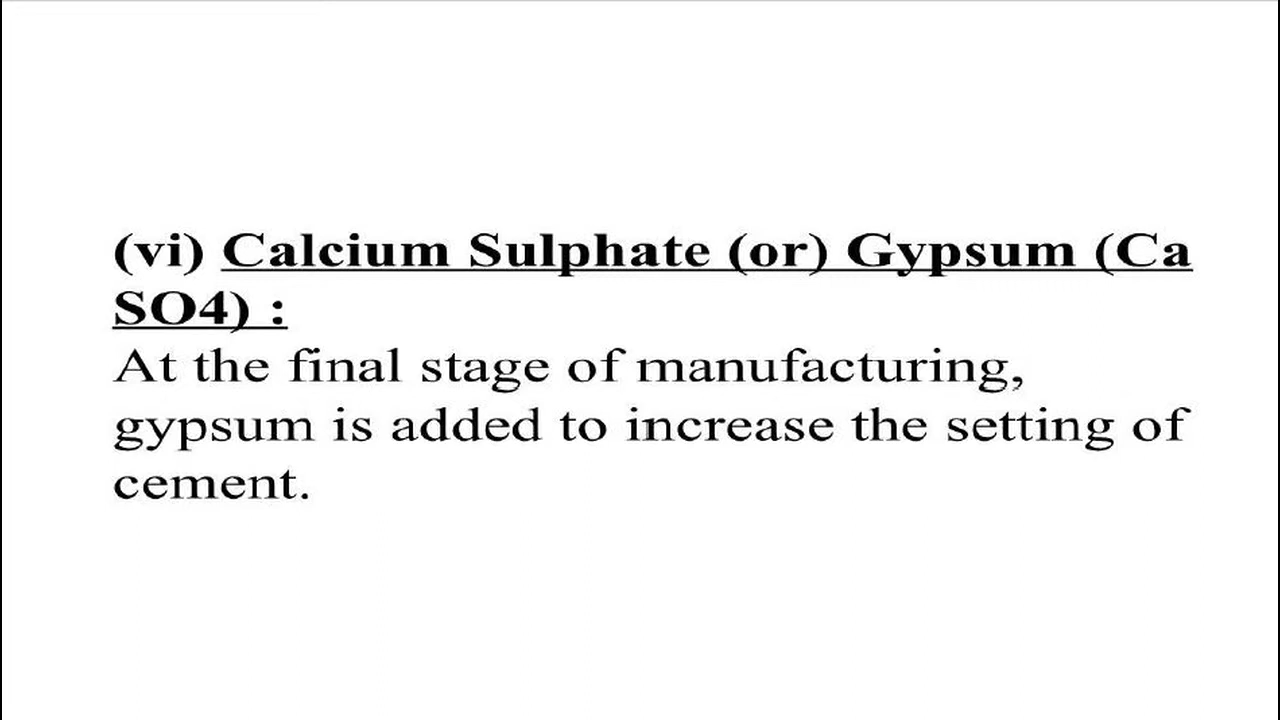 (vi) Calcium Sulphate (or) Gypsum (Ca
SO4) :
At the final stage of manufacturing,
gypsum is added to increase the setting of
cement.